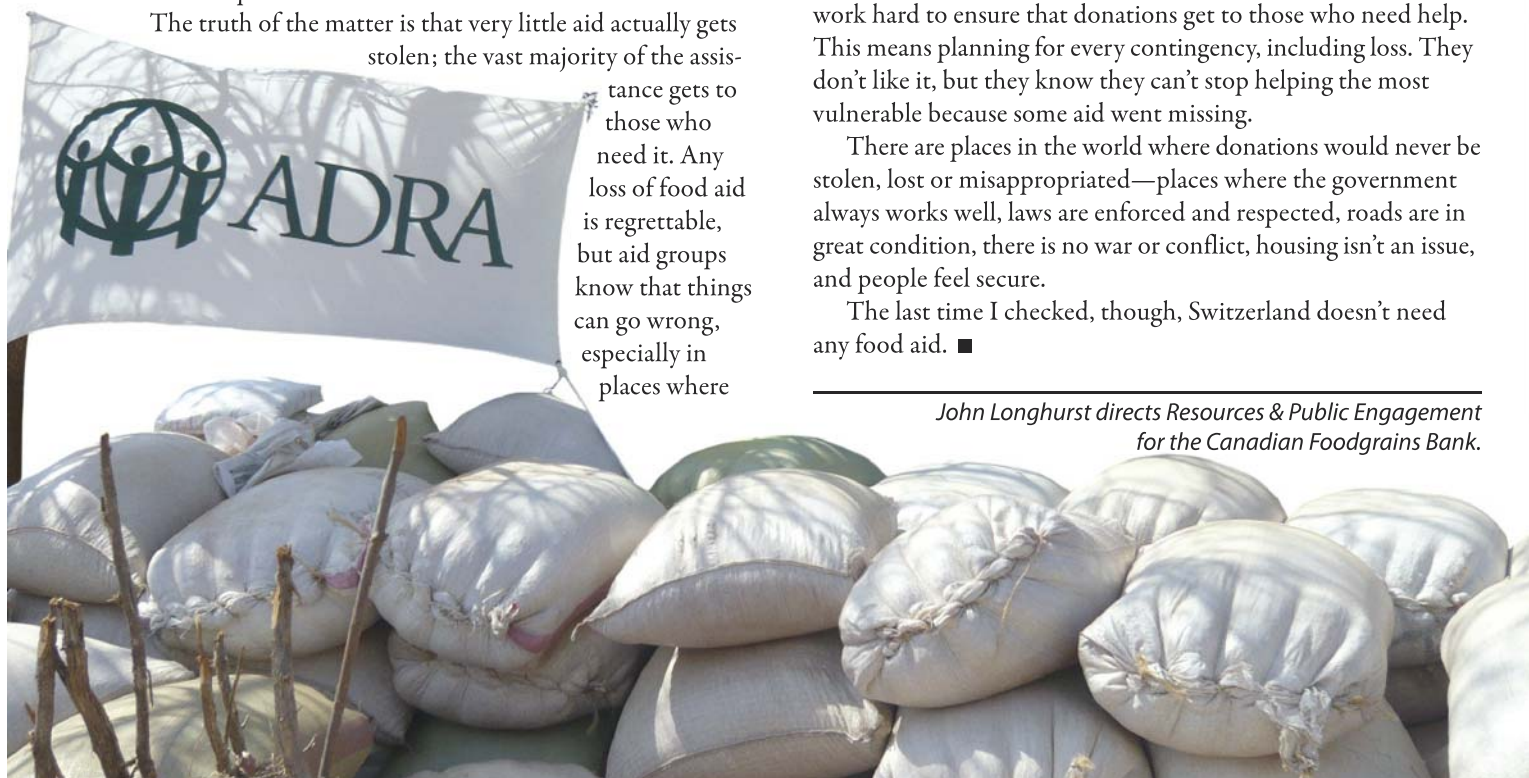 The truth of the matter is that very little aid actually gets
stolen; the vast majority of the assis-
tance gets to
those who
need it. Any
loss of food aid
is regrettable,
but aid groups
know that things
can go wrong,
especially in
places where
ADRA
work hard to ensure that donations get to those who need help.
This means planning for every contingency, including loss. They
don’t like it, but they know they can’t stop helping the most
vulnerable because some aid went missing.
There are places in the world where donations would never be
stolen, lost or misappropriated—places where the government
always works well, laws are enforced and respected, roads are in
great condition, there is no war or conflict, housing isn’t an issue,
and people feel secure.
The last time I checked, though, Switzerland doesn’t need
any food aid. ■
John Longhurst directs Resources & Public Engagement
for the Canadian Foodgrains Bank.